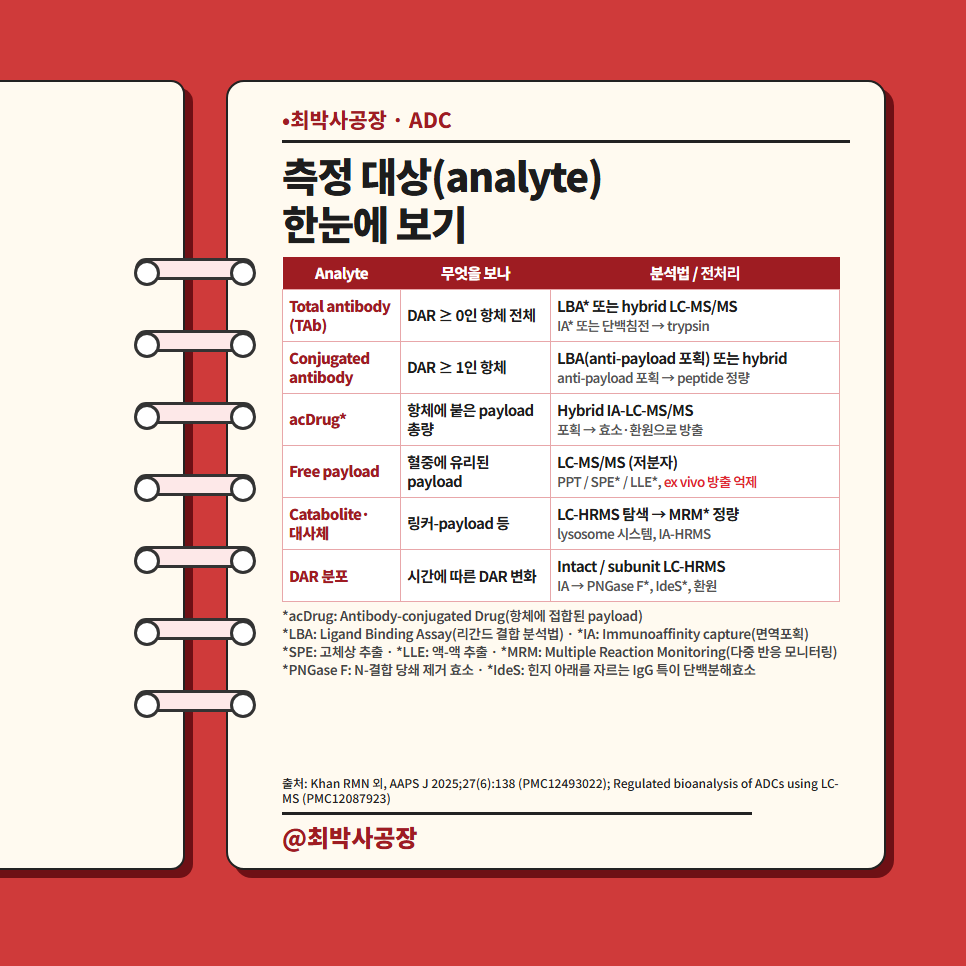 •최박사공장 · ADC
측정 대상(analyte)
한눈에 보기
Analyte 무엇을 보나 분석법 / 전처리
Total antibody (TAb) DAR ≥ 0인 항체 전체 LBA* 또는 hybrid LC-MS/MS
IA* 또는 단백침전 → trypsin
Conjugated antibody DAR ≥ 1인 항체 LBA(anti-payload 포획) 또는 hybrid
anti-payload 포획 → peptide 정량
acDrug* 항체에 붙은 payload 총량 Hybrid IA-LC-MS/MS
포획 → 효소·환원으로 방출
Free payload 혈중에 유리된 payload LC-MS/MS (저분자)
PPT / SPE* / LLE*, ex vivo 방출 억제
Catabolite· 대사체 링커-payload 등 LC-HRMS 탐색 → MRM* 정량
lysosome 시스템, IA-HRMS
DAR 분포 시간에 따른 DAR 변화 Intact / subunit LC-HRMS
IA → PNGase F*, IdeS*, 환원
*acDrug: Antibody-conjugated Drug(항체에 접합된 payload)
*LBA: Ligand Binding Assay(리간드 결합 분석법) · *IA: Immunoaffinity capture(면역포획)
*SPE: 고체상 추출 · *LLE: 액-액 추출 · *MRM: Multiple Reaction Monitoring(다중 반응 모니터링)
*PNGase F: N-결합 당쇄 제거 효소 · *IdeS: 힌지 아래를 자르는 IgG 특이 단백분해효소
출처: Khan RMN 외, AAPS J 2025;27(6):138 (PMC12493022); Regulated bioanalysis of ADCs using LC-
MS (PMC12087923)
@최박사공장